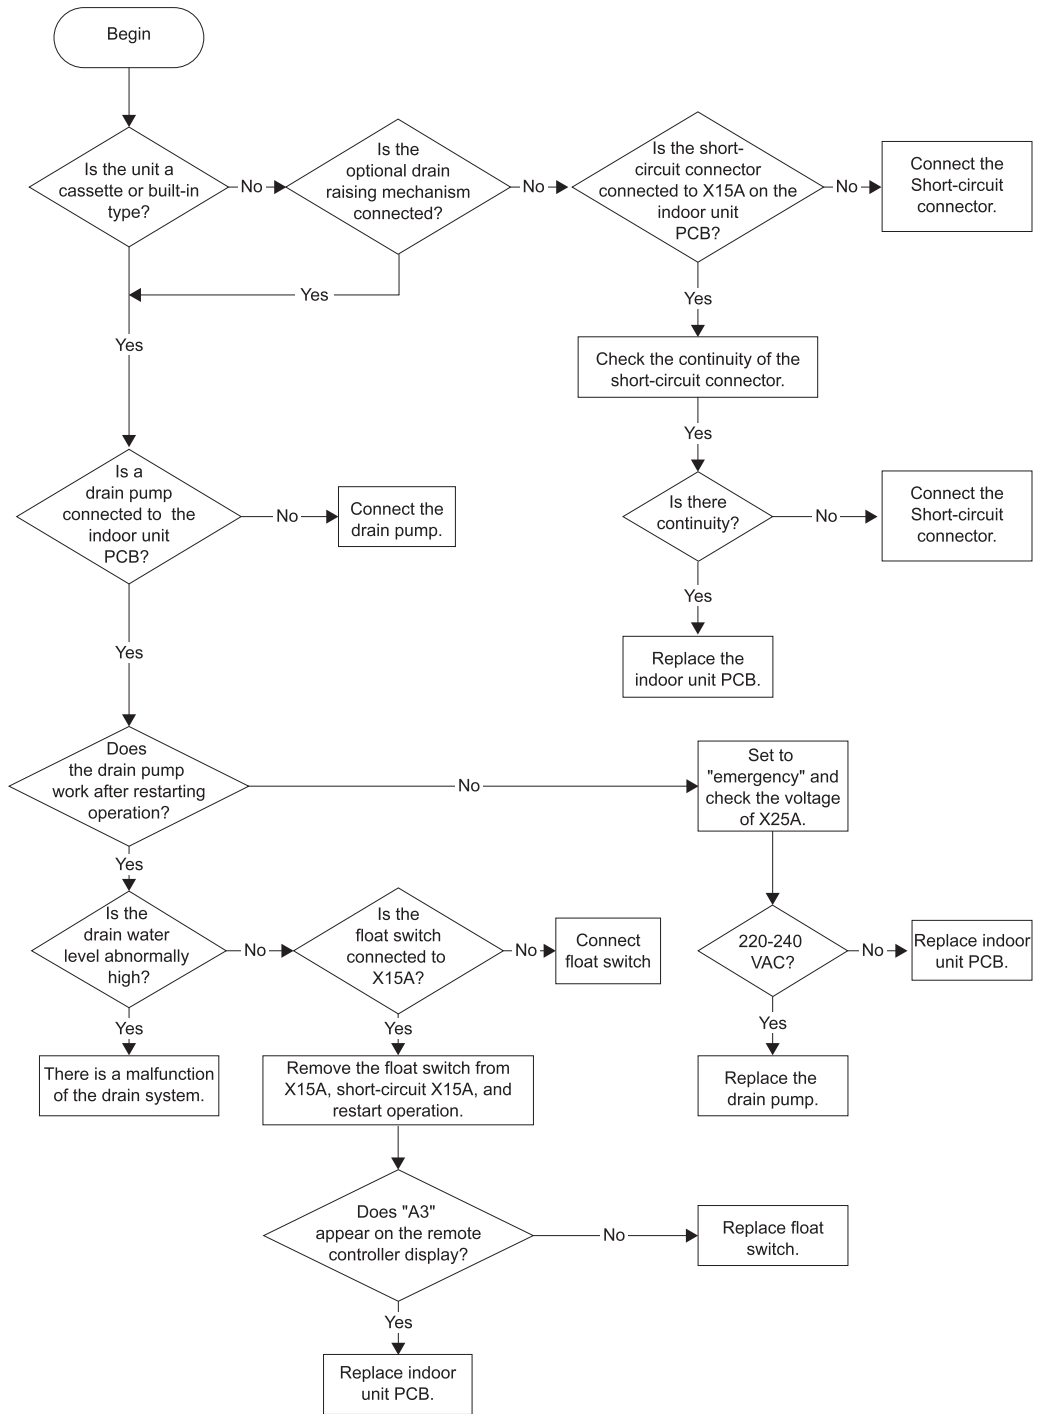 Begin
Is the unit a
cassette or built-in
type?
No
Is the
optional drain
raising mechanism
connected?
No
Is the short-
circuit connector
connected to X15A on the
indoor unit
PCB?
No
Connect the
Short-circuit
connector.
Yes
Yes
Yes
Check the continuity of the
short-circuit connector.
Yes
Is there
continuity?
No
Connect the
Short-circuit
connector.
Yes
Replace the
indoor unit PCB.
Is a
drain pump
connected to the
indoor unit
PCB?
No
Connect the
drain pump.
Yes
Does
the drain pump
work after restarting
operation?
No
Set to
"emergency" and
check the voltage
of X25A.
220-240
VAC?
No
Replace indoor
unit PCB.
Yes
Replace the
drain pump.
Yes
Is the
drain water
level abnormally
high?
No
Is the
float switch
connected to
X15A?
No
Connect
float switch
Yes
There is a malfunction
of the drain system.
Yes
Remove the float switch from
X15A, short-circuit X15A, and
restart operation.
Does "A3"
appear on the remote
controller display?
No
Replace float
switch.
Yes
Replace indoor
unit PCB.